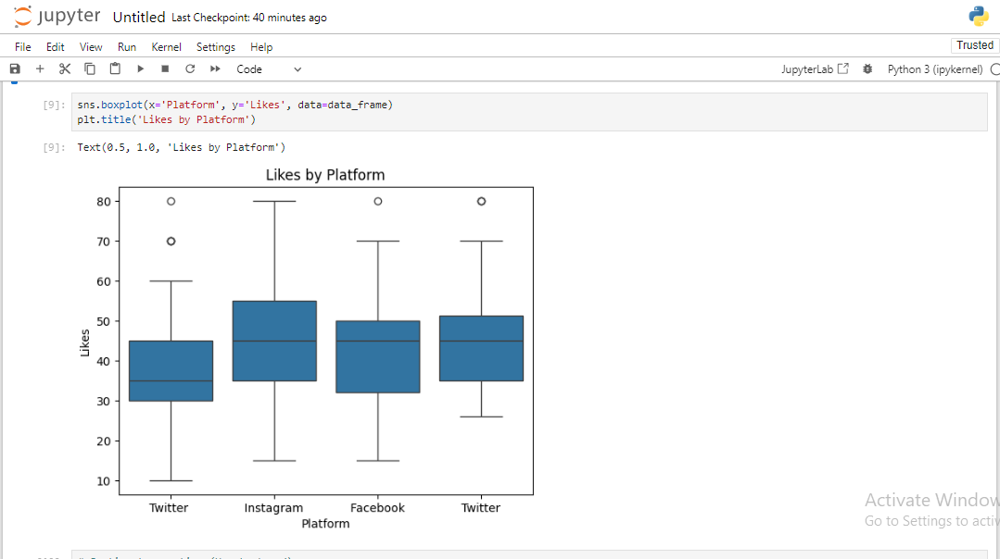 jupyter Untitled Last Checkpoint: 40 minutes ago
File Edit View Run Kernel Settings Help Trusted
Code JupyterLab Python 3 (ipykernel)
[9]: sns.boxplot(x='Platform', y='Likes', data=data_frame)
plt.title('Likes by Platform')
[9]: Text(0.5, 1.0, 'Likes by Platform')
Likes by Platform
80
70
60
50
40
30
20
10
Likes
Twitter Instagram Facebook Twitter
Platform
Activate Window
Go to Settings to activ